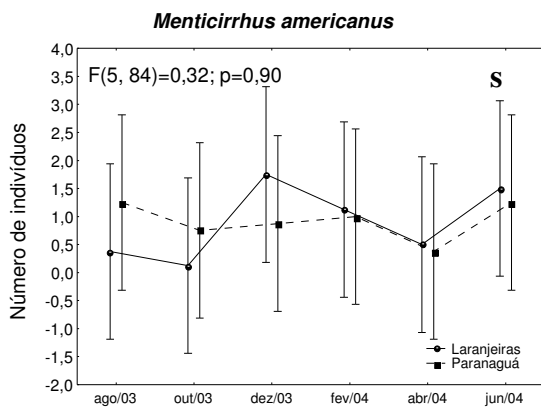 Menticirrhus americanus
F(5, 84)=0,32; p=0,90
S
Número de indivíduos
4,0
3,5
3,0
2,5
2,0
1,5
1,0
0,5
0,0
-0,5
-1,0
-1,5
-2,0
ago/03 out/03 dez/03 fev/04 abr/04 jun/04
Laranjeiras
Paranaguá